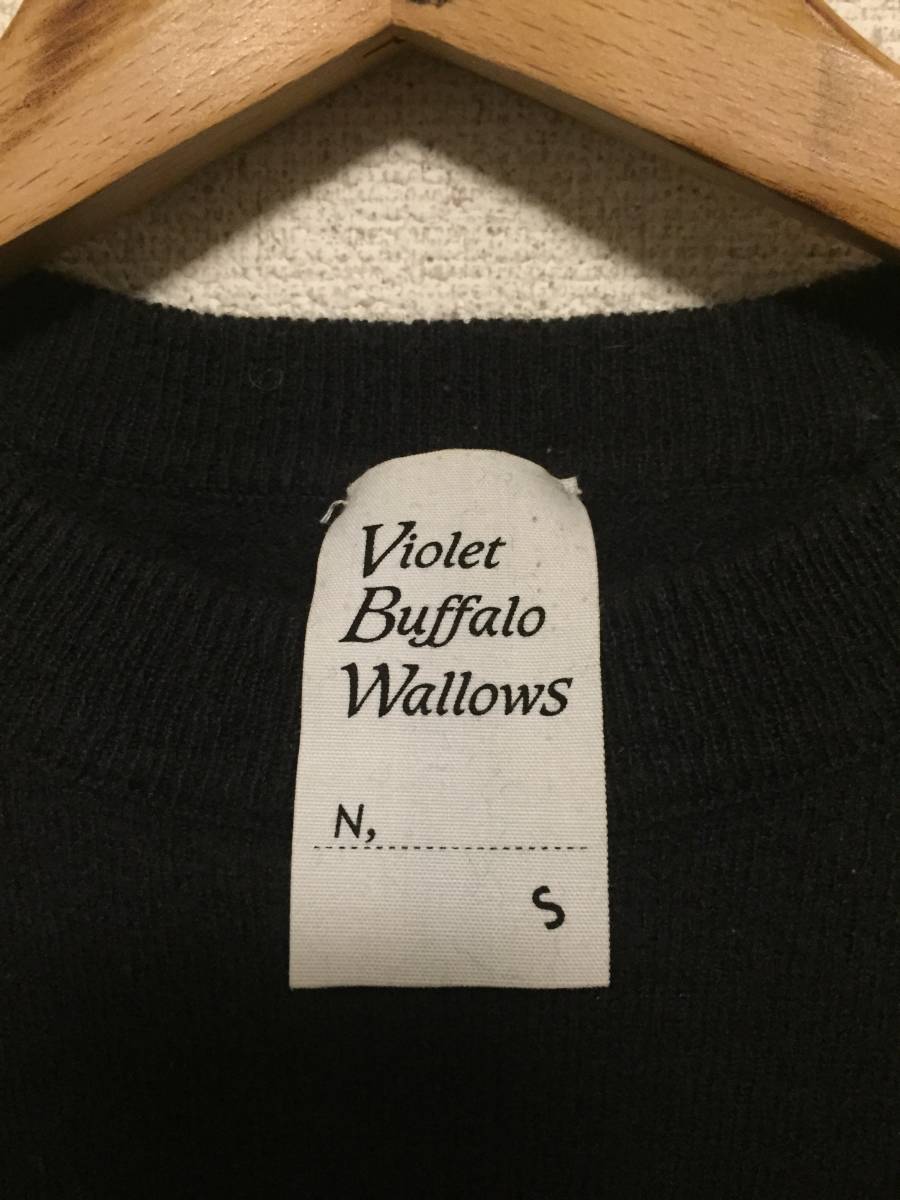 Violet
Buffalo
Wallows
N,
S